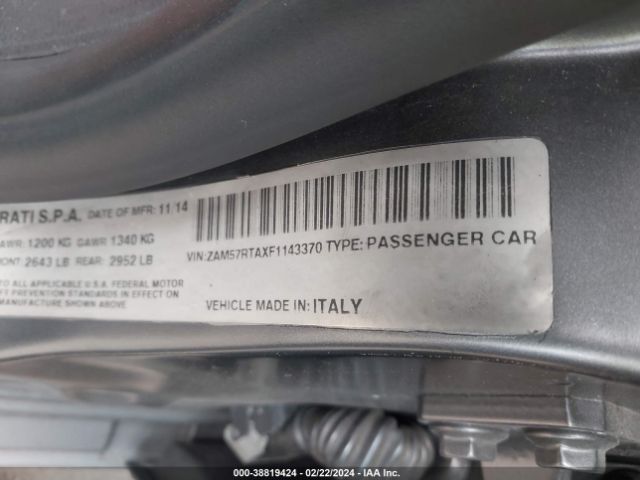 RATI S.P.A. DATE OF MFR: 11 14
AWR: 1200 KG GAWR 1340 KG
ONT: 2643 LB REAR: 2952 LB
VIN: ZAM57RTAXF1143370 TYPE: PASSENGER CAR
TO ALL APPLICABLE U.S.A. FEDERAL MOTOR
FT PREVENTION STANDARDS IN EFFECT ON
MANUFACTURE SHOWN ABOVE
VEHICLE MADE IN: ITALY
000-38819424 - 02/22/2024 - IAA Inc.